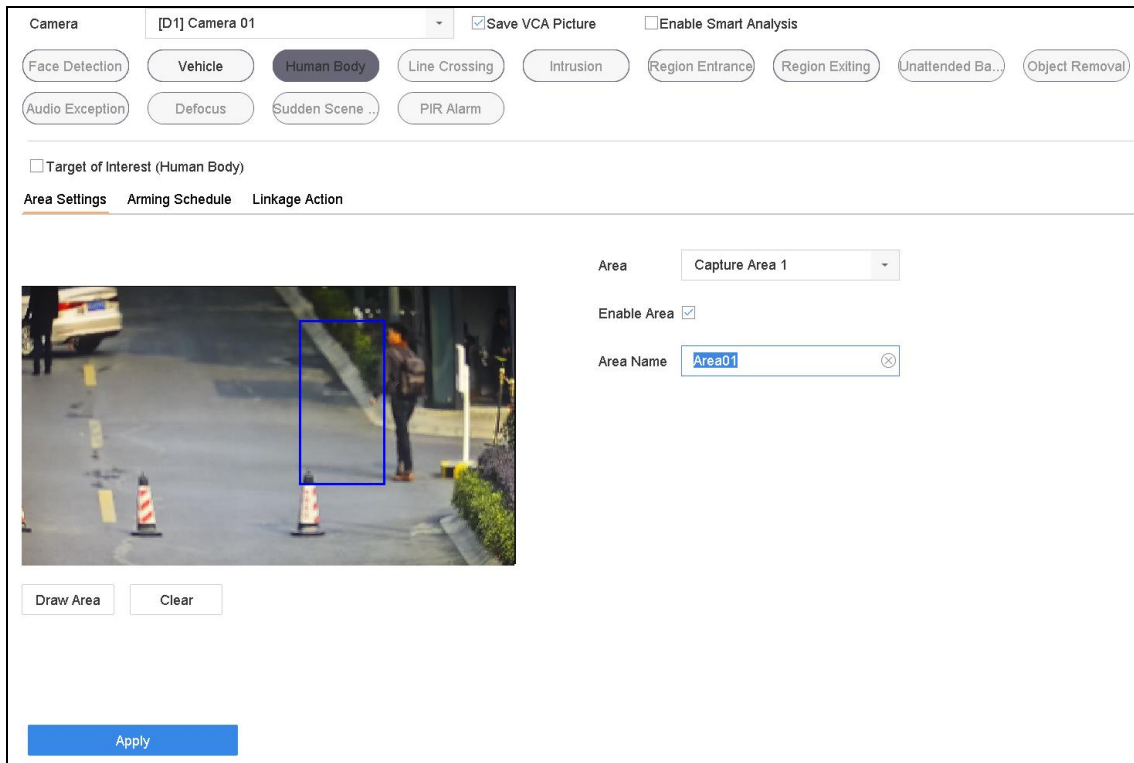 Camera [D1] Camera 01 Save VCA Picture Enable Smart Analysis
Face Detection Vehicle Human Body Line Crossing Intrusion Region Entrance Region Exiting Unattended Ba... Object Removal
Audio Exception Defocus Sudden Scene ... PIR Alarm
Target of Interest (Human Body)
Area Settings Arming Schedule Linkage Action
Area Capture Area 1
Enable Area
Area Name Area01
Draw Area Clear
Apply